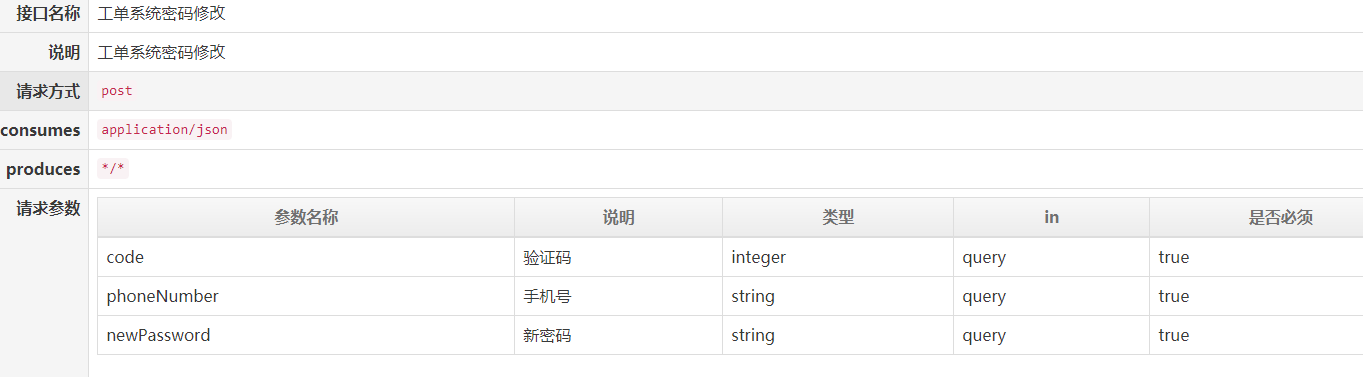 接口名称 工单系统密码修改
说明 工单系统密码修改
请求方式 post
consumes application/json
produces */*
请求参数
参数名称 说明 类型 in 是否必须
code 验证码 integer query true
phoneNumber 手机号 string query true
newPassword 新密码 string query true